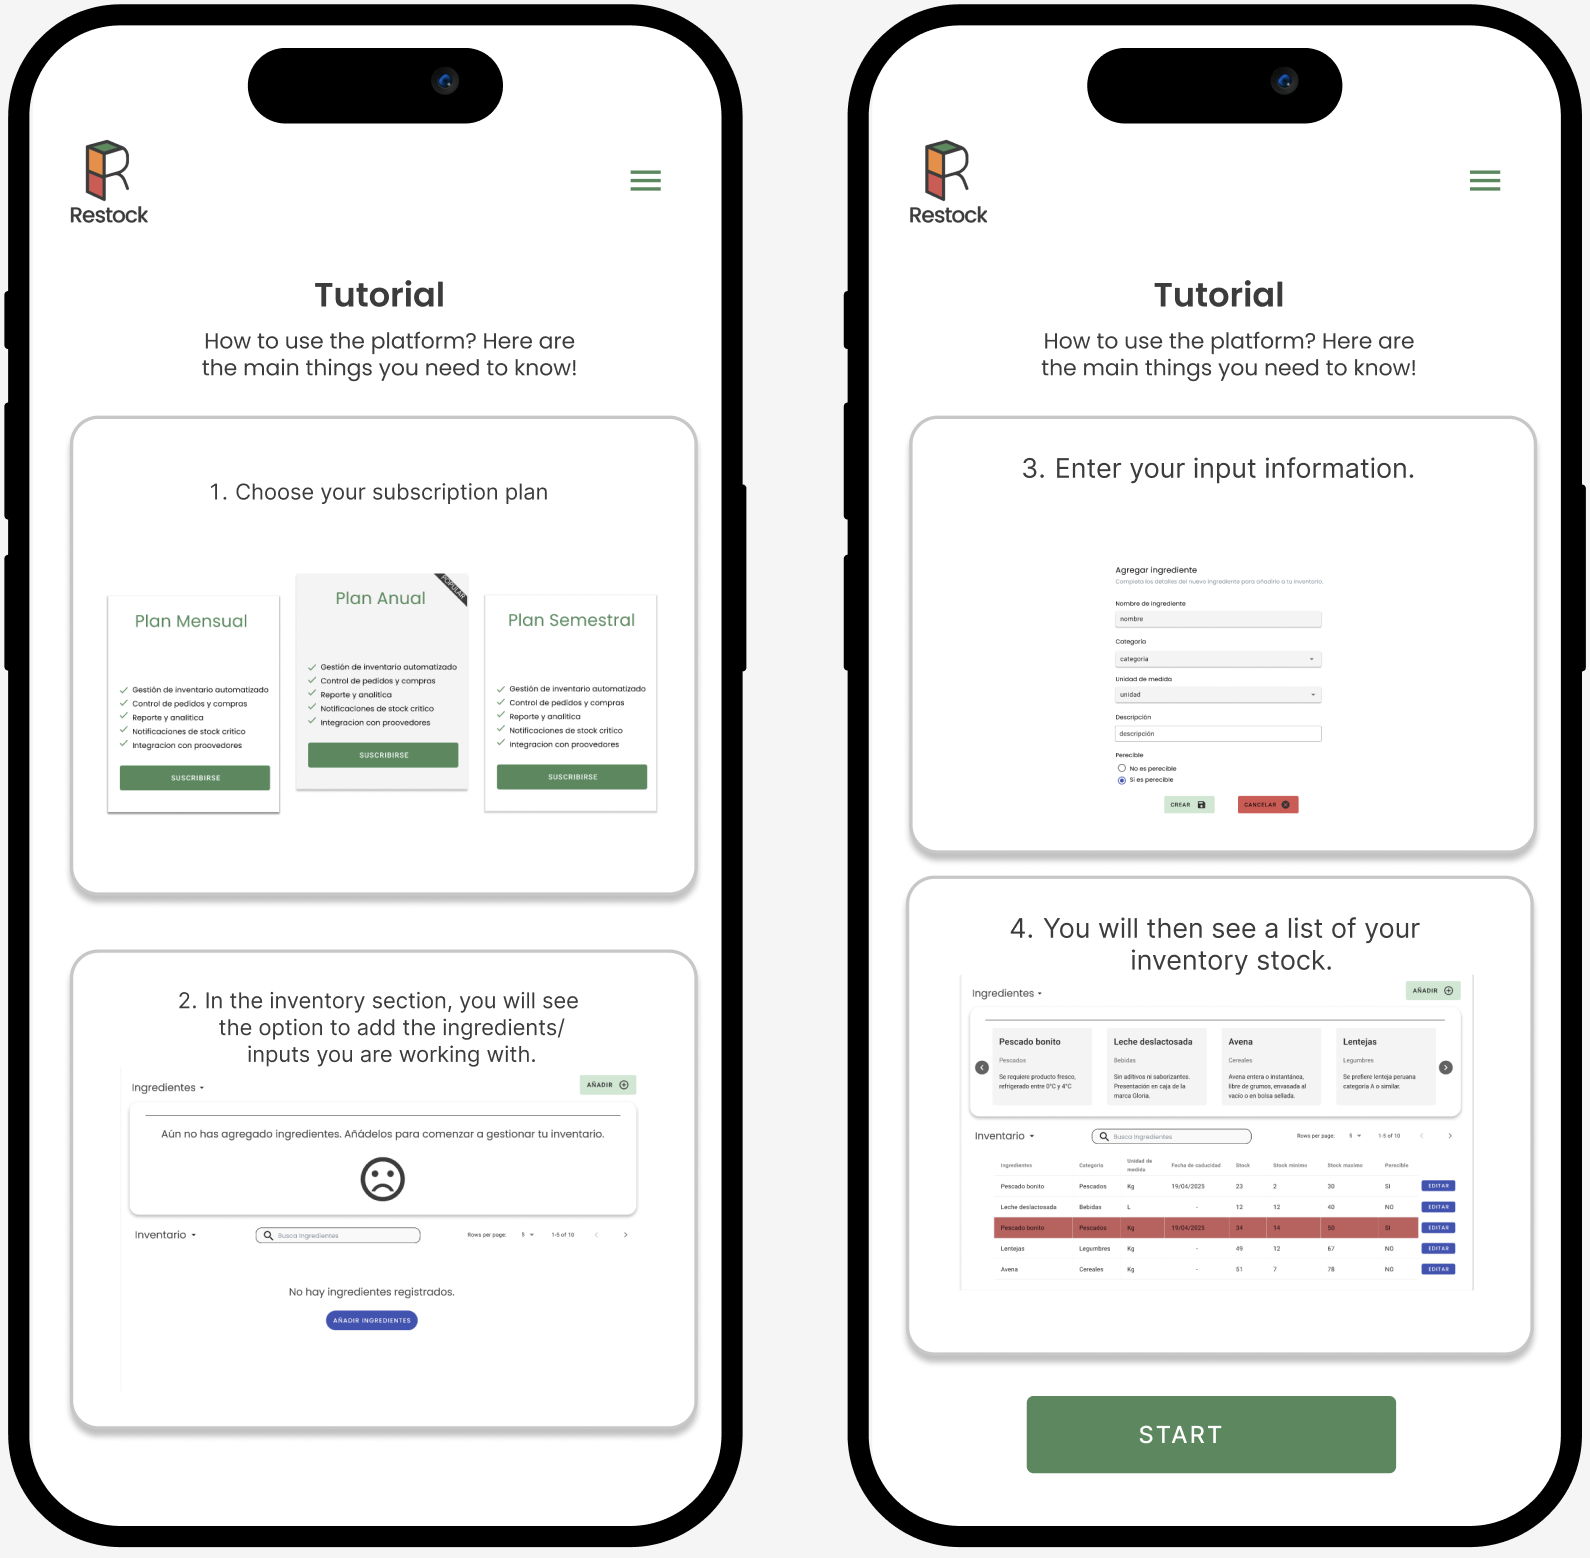 Restock
Tutorial
How to use the platform? Here are
the main things you need to know!
1. Choose your subscription plan
Plan Mensual
Gestión de inventario automatizado
Control de pedidos y compras
Reporte y analitica
Notificaciones de stock critico
Integracion con proovedores
SUSCRIBIRSE
POPULAR
Plan Anual
Gestión de inventario automatizado
Control de pedidos y compras
Reporte y analitica
Notificaciones de stock critico
Integracion con proovedores
SUSCRIBIRSE
Plan Semestral
Gestión de inventario automatizado
Control de pedidos y compras
Reporte y analitica
Notificaciones de stock critico
Integracion con proovedores
SUSCRIBIRSE
2. In the inventory section, you will see
the option to add the ingredients/
inputs you are working with.
Ingredientes
AÑADIR
Aún no has agregado ingredientes. Añádelos para comenzar a gestionar tu inventario.
Inventario
Busca Ingredientes
Rows per page: 5 1-5 of 10
No hay ingredientes registrados.
AÑADIR INGREDIENTES
Restock
Tutorial
How to use the platform? Here are
the main things you need to know!
3. Enter your input information.
Agregar ingrediente
Completa los detalles del nuevo ingrediente para añadirlo a tu inventario.
Nombre de ingrediente
nombre
Categoría
categoria
Unidad de medida
unidad
Descripción
descripción
Perecible
No es perecible
Si es perecible
CREAR
CANCELAR
4. You will then see a list of your
inventory stock.
Ingredientes
AÑADIR
Pescado bonito
Pescados
Se requiere producto fresco,
refrigerado entre 0°C y 4°C
Leche deslactosada
Bebidas
Sin aditivos ni saborizantes.
Presentación en caja de la
marca Gloria.
Avena
Cereales
Avena entera o instantánea,
libre de grumos, envasada al
vacío o en bolsa sellada.
Lentejas
Legumbres
Se prefiere lenteja peruana
categoría A o similar.
Inventario
Busca Ingredientes
Rows per page: 5 1-5 of 10
Ingredientes Categoria Unidad de medida Fecha de caducidad Stock Stock minimo Stock maximo Perecible
Pescado bonito Pescados Kg 19/04/2025 23 2 30 SI EDITAR
Leche deslactosada Bebidas L - 12 12 40 NO EDITAR
Pescado bonito Pescados Kg 19/04/2025 34 14 50 SI EDITAR
Lentejas Legumbres Kg - 49 12 67 NO EDITAR
Avena Cereales Kg - 51 7 78 NO EDITAR
START